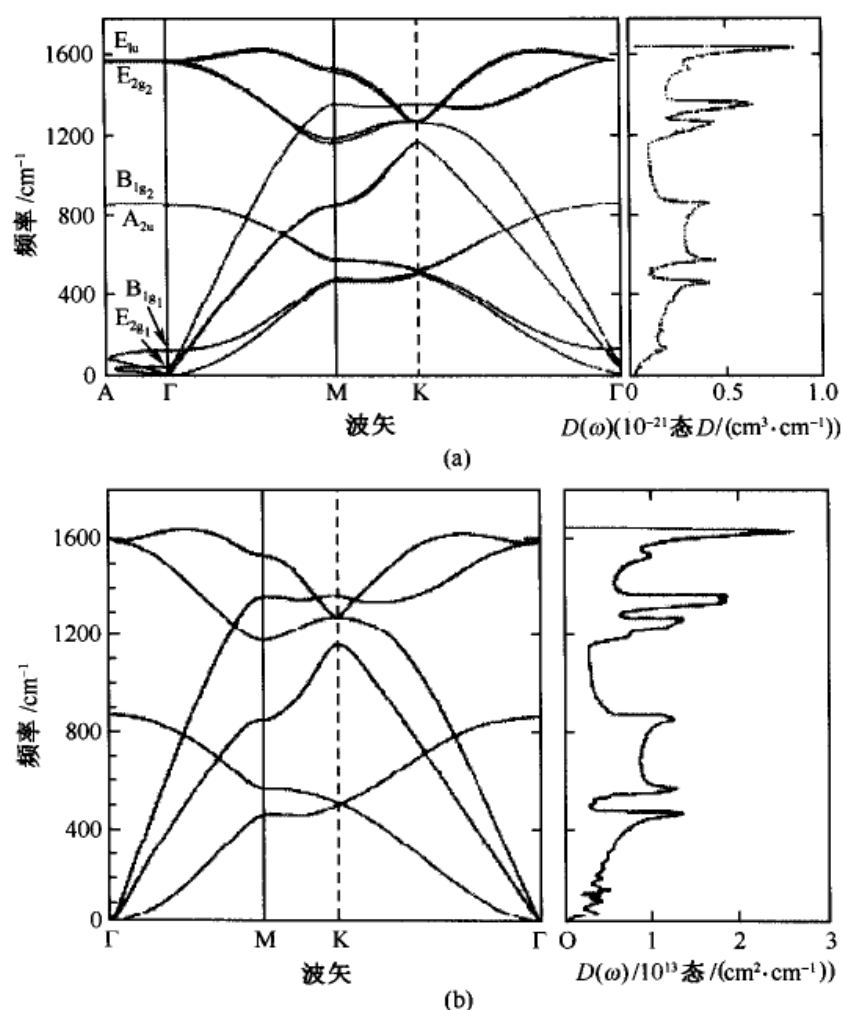 1600
1200
800
400
0
频率/cm⁻¹
E₁ᵤ
E₂g₂
B₁g₂
A₂ᵤ
B₁g₁
E₂g₁
A Γ M K Γ
波矢
0 0.5 1.0
D(ω)(10⁻²¹态 D/(cm³·cm⁻¹))
(a)
1600
1200
800
400
0
频率/cm⁻¹
Γ M K Γ
波矢
O 1 2 3
D(ω)/10¹³态/(cm²·cm⁻¹))
(b)